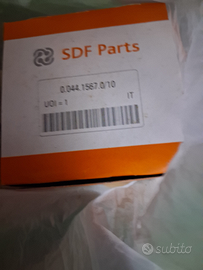 SDF Parts
0.044.1567.0/10
UOI = 1 IT
subito